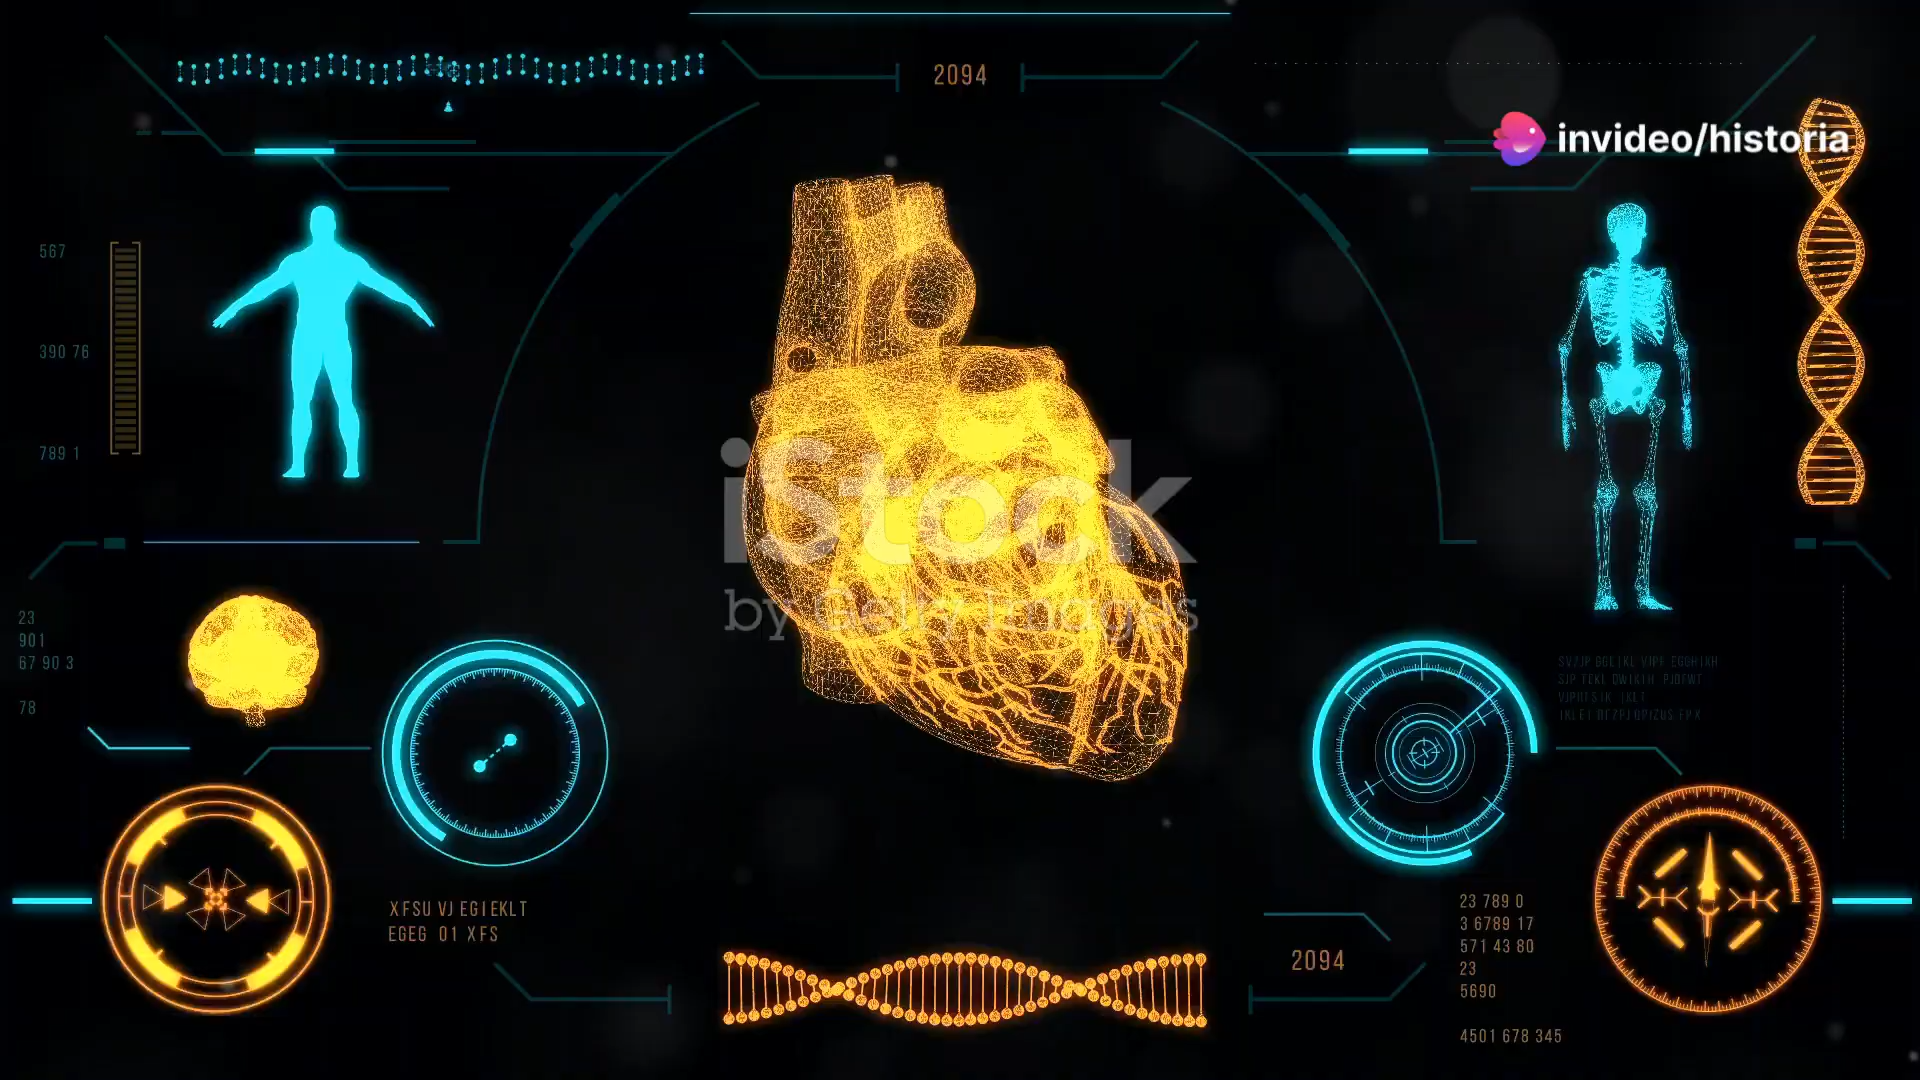 2094
invideo/historia
567
390 76
789 1
iStock
by Getty Images
23
901
67 90 3
78
XFSU VJ EGIEKLT
EGEG 01 XFS
2094
23 789 0
3 6789 17
571 43 80
23
5690
4501 678 345